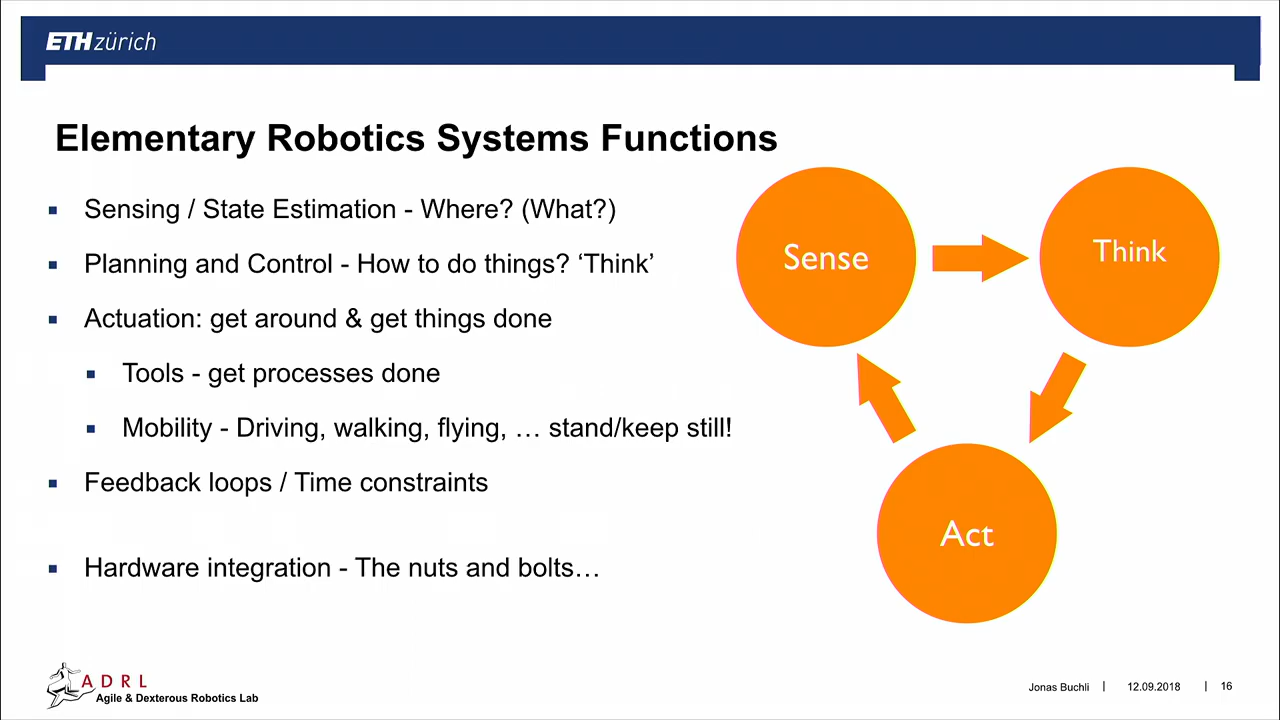 ETH zürich
Elementary Robotics Systems Functions
Sensing / State Estimation - Where? (What?)
Planning and Control - How to do things? ‘Think’
Actuation: get around & get things done
Tools - get processes done
Mobility - Driving, walking, flying, … stand/keep still!
Feedback loops / Time constraints
Hardware integration - The nuts and bolts…
Sense
Think
Act
A D R L
Agile & Dexterous Robotics Lab
Jonas Buchli | 12.09.2018 | 16